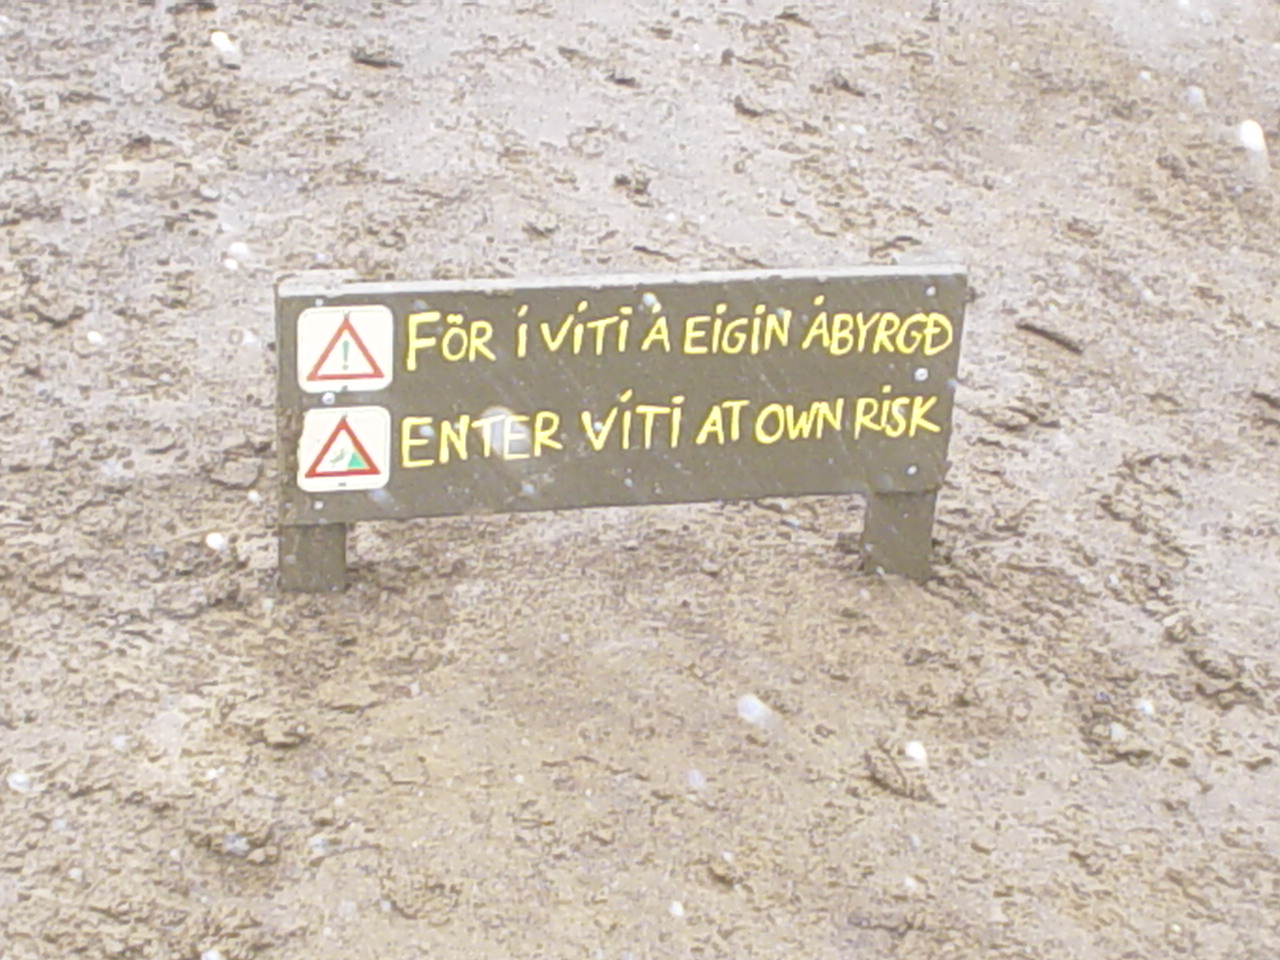 FÖR Í VÍTI Á EIGIN ÁBYRGÐ
ENTER VÍTI AT OWN RISK